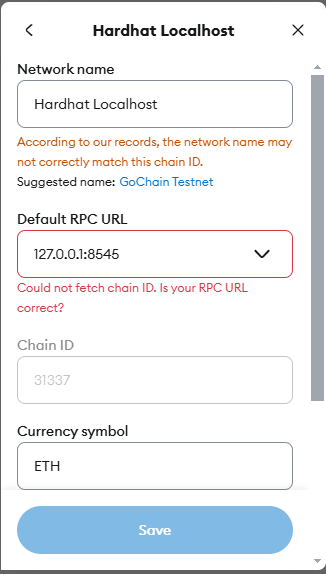 Hardhat Localhost
Network name
Hardhat Localhost
According to our records, the network name may
not correctly match this chain ID.
Suggested name: GoChain Testnet
Default RPC URL
127.0.0.1:8545
Could not fetch chain ID. Is your RPC URL
correct?
Chain ID
31337
Currency symbol
ETH
Save